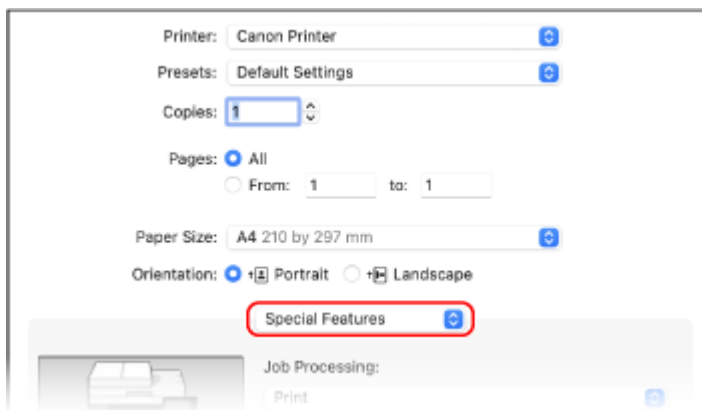 Printer: Canon Printer
Presets: Default Settings
Copies: 1
Pages: All
From: 1 to: 1
Paper Size: A4 210 by 297 mm
Orientation: Portrait Landscape
Special Features
Job Processing:
Print